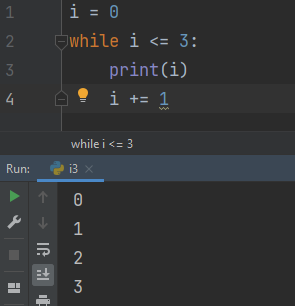 1 i = 0
2 while i <= 3:
3     print(i)
4     i += 1
while i <= 3
Run: i3 ×
0
1
2
3